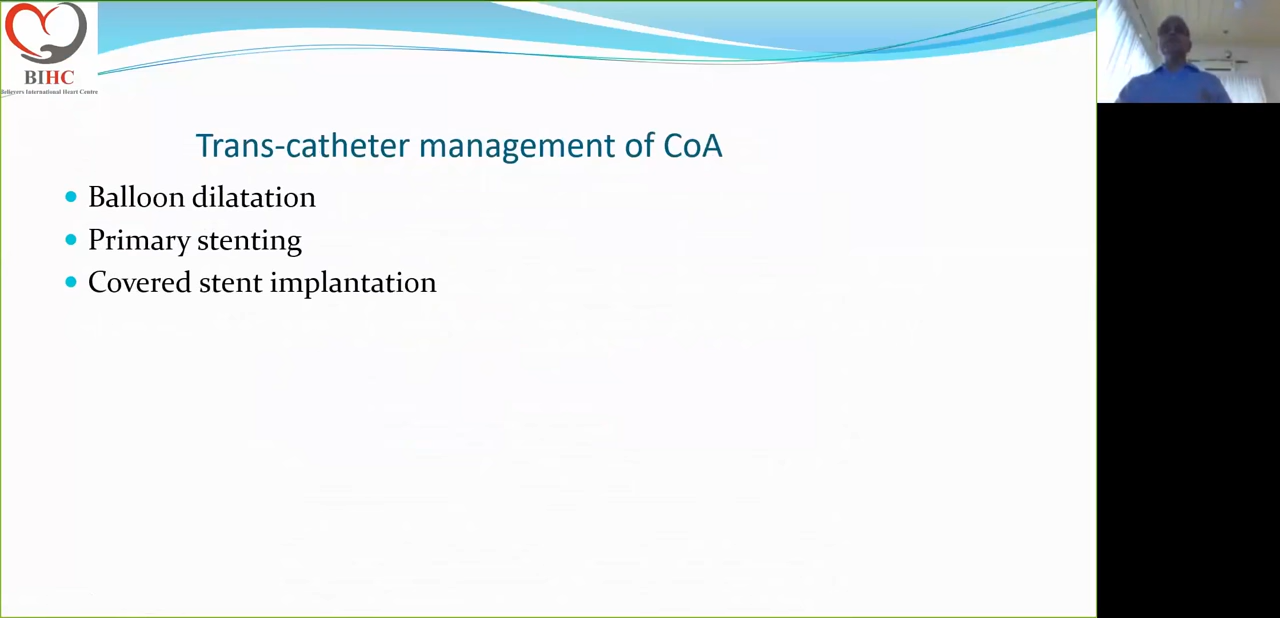 BIHC
Believers International Heart Centre
Trans-catheter management of CoA
Balloon dilatation
Primary stenting
Covered stent implantation